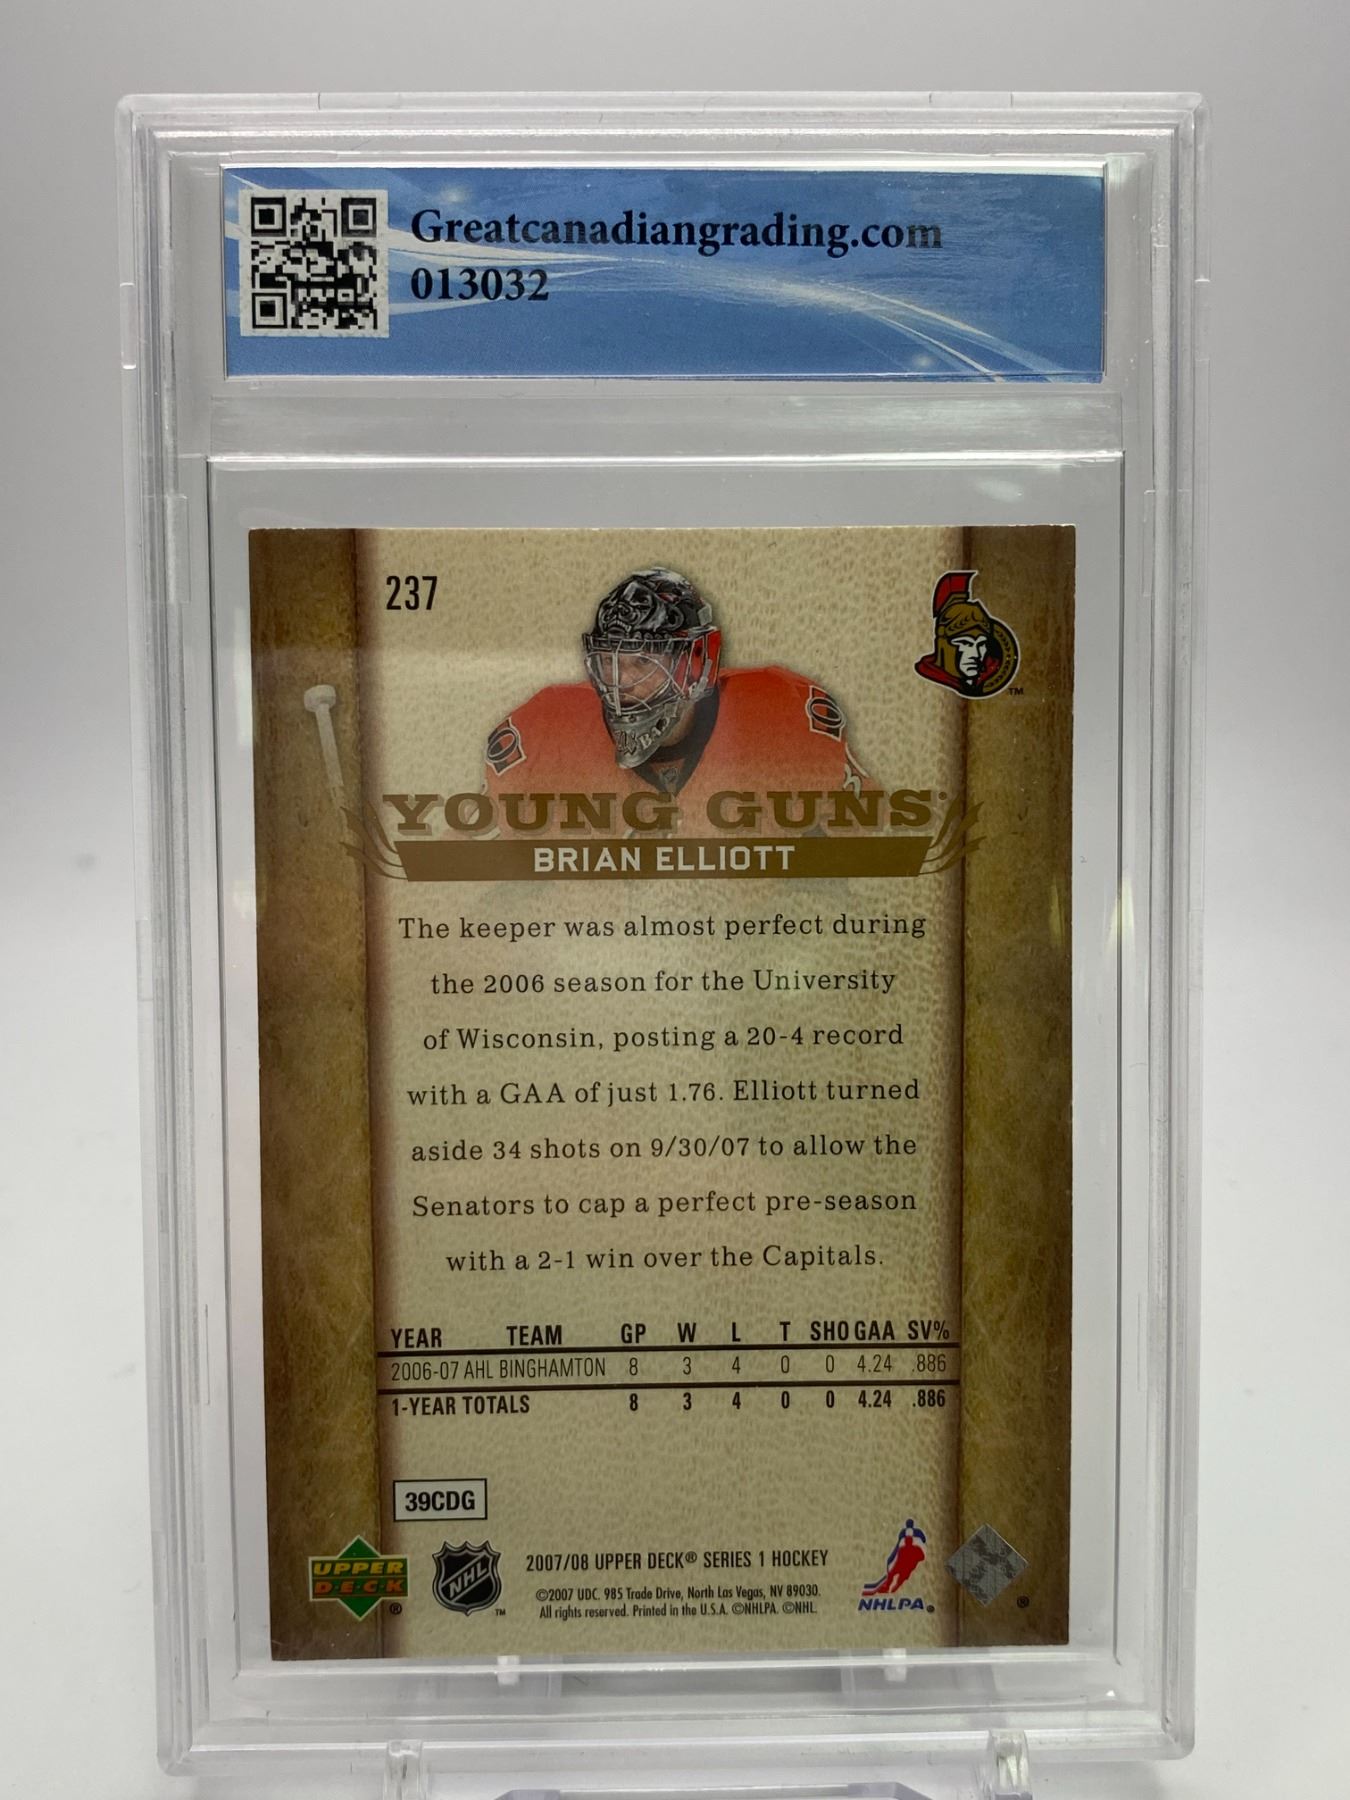 Greatcanadiangrading.com
013032
237
TM
YOUNG GUNS
BRIAN ELLIOTT
The keeper was almost perfect during
the 2006 season for the University
of Wisconsin, posting a 20-4 record
with a GAA of just 1.76. Elliott turned
aside 34 shots on 9/30/07 to allow the
Senators to cap a perfect pre-season
with a 2-1 win over the Capitals.
YEAR TEAM GP W L T SHO GAA SV%
2006-07 AHL BINGHAMTON 8 3 4 0 0 4.24 .886
1-YEAR TOTALS 8 3 4 0 0 4.24 .886
39CDG
UPPER DECK ®
NHL TM
2007/08 UPPER DECK® SERIES 1 HOCKEY
©2007 UDC. 985 Trade Drive, North Las Vegas, NV 89030.
All rights reserved. Printed in the U.S.A. ©NHLPA. ©NHL.
NHLPA ®
®